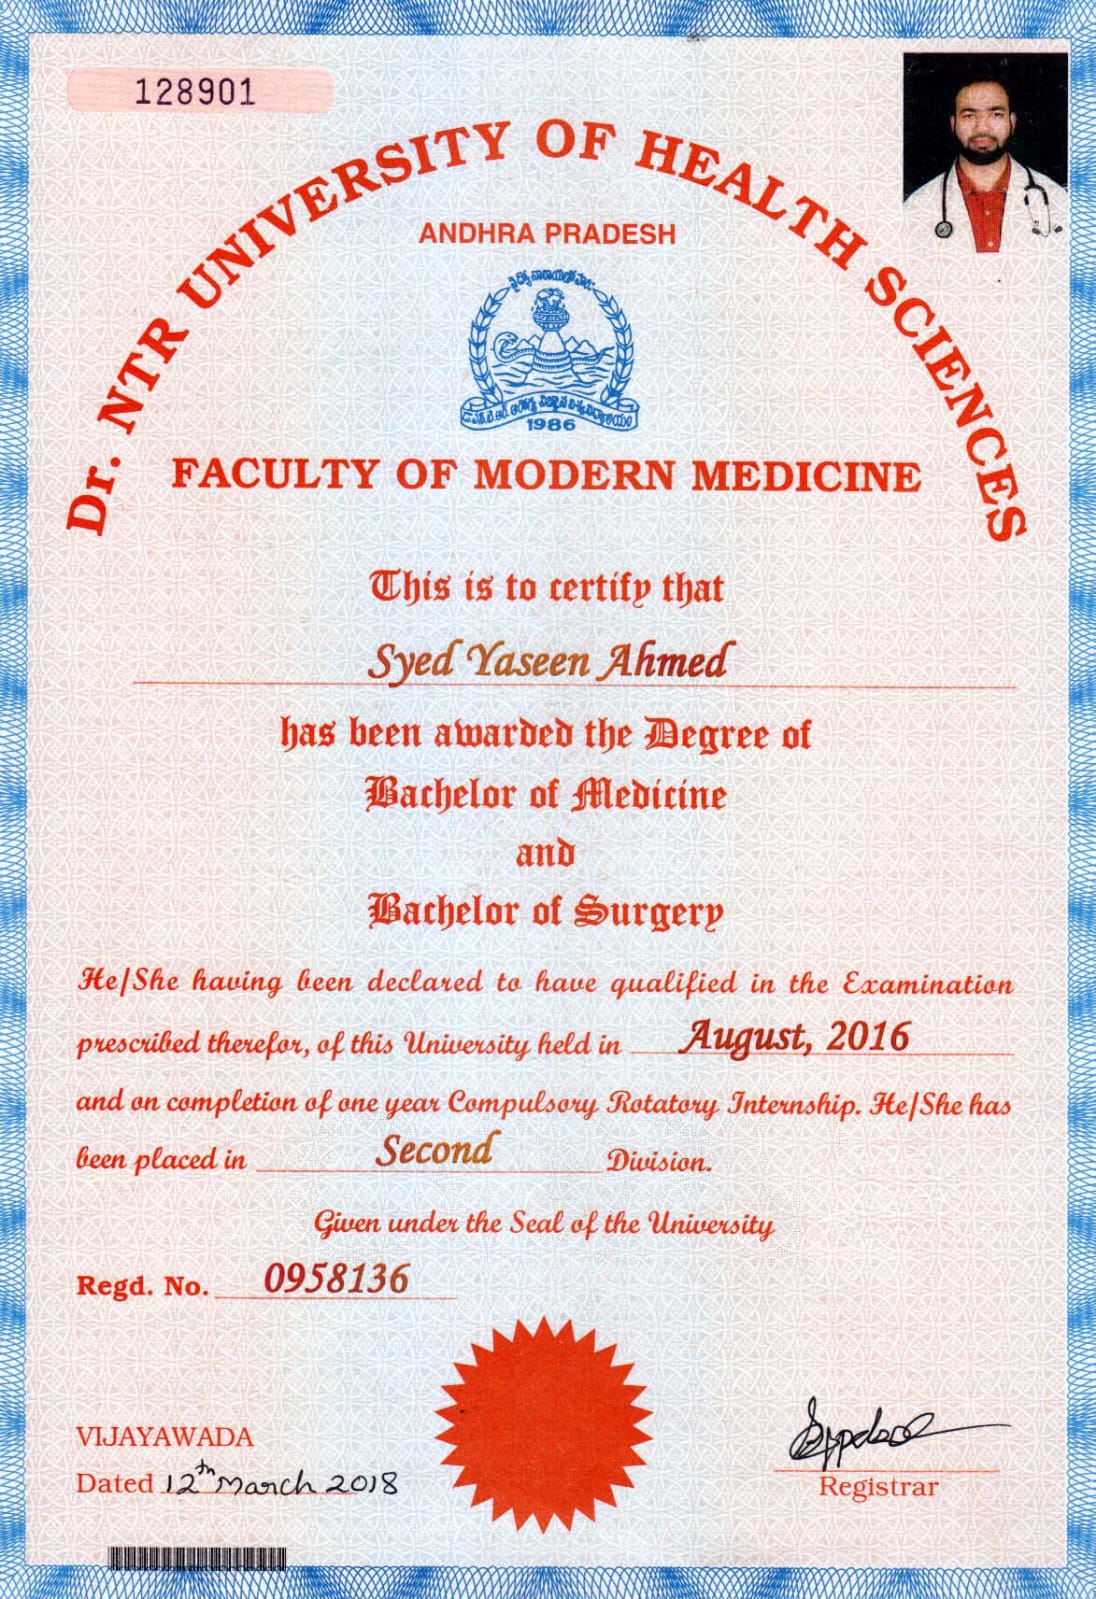 128901
Dr. NTR UNIVERSITY OF HEALTH SCIENCES
ANDHRA PRADESH
1986
FACULTY OF MODERN MEDICINE
This is to certify that
Syed Yaseen Ahmed
has been awarded the Degree of
Bachelor of Medicine
and
Bachelor of Surgery
He/She having been declared to have qualified in the Examination
prescribed therefor, of this University held in August, 2016
and on completion of one year Compulsory Rotatory Internship. He/She has
been placed in Second Division.
Given under the Seal of the University
Regd. No. 0958136
VIJAYAWADA
Dated 12th March 2018
Registrar